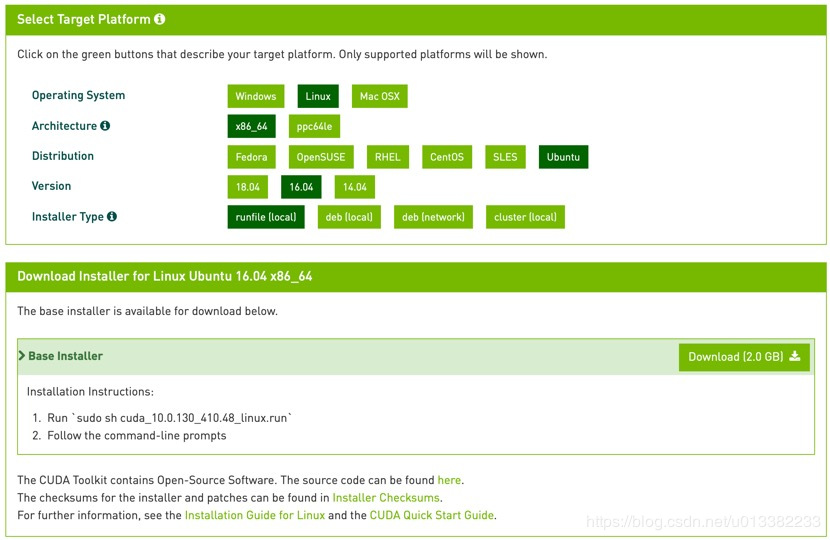 Select Target Platform
Click on the green buttons that describe your target platform. Only supported platforms will be shown.
Operating System Windows Linux Mac OSX
Architecture x86_64 ppc64le
Distribution Fedora OpenSUSE RHEL CentOS SLES Ubuntu
Version 18.04 16.04 14.04
Installer Type runfile (local) deb (local) deb (network) cluster (local)
Download Installer for Linux Ubuntu 16.04 x86_64
The base installer is available for download below.
Base Installer Download (2.0 GB)
Installation Instructions:
1. Run `sudo sh cuda_10.0.130_410.48_linux.run`
2. Follow the command-line prompts
The CUDA Toolkit contains Open-Source Software. The source code can be found here.
The checksums for the installer and patches can be found in Installer Checksums.
For further information, see the Installation Guide for Linux and the CUDA Quick Start Guide.
https://blog.csdn.net/u013382233